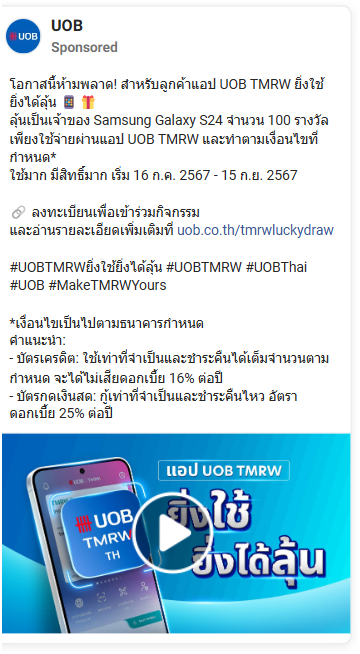 UOB
Sponsored
โอกาสนี้ห้ามพลาด! สำหรับลูกค้าแอป UOB TMRW ยิ่งใช้
ยิ่งได้ลุ้น 📱 🎁
ลุ้นเป็นเจ้าของ Samsung Galaxy S24 จำนวน 100 รางวัล
เพียงใช้จ่ายผ่านแอป UOB TMRW และทำตามเงื่อนไขที่
กำหนด*
ใช้มาก มีสิทธิ์มาก เริ่ม 16 ก.ค. 2567 - 15 ก.ย. 2567
🔗 ลงทะเบียนเพื่อเข้าร่วมกิจกรรม
และอ่านรายละเอียดเพิ่มเติมที่ uob.co.th/tmrwluckydraw
#UOBTMRWยิ่งใช้ยิ่งได้ลุ้น #UOBTMRW #UOBThai
#UOB #MakeTMRWYours
*เงื่อนไขเป็นไปตามธนาคารกำหนด
คำแนะนำ:
- บัตรเครดิต: ใช้เท่าที่จำเป็นและชำระคืนได้เต็มจำนวนตาม
กำหนด จะได้ไม่เสียดอกเบี้ย 16% ต่อปี
- บัตรกดเงินสด: กู้เท่าที่จำเป็นและชำระคืนไหว อัตรา
ดอกเบี้ย 25% ต่อปี
แอป UOB TMRW
ยิ่งใช้
ยิ่งได้ลุ้น
UOB
TMRW
TH